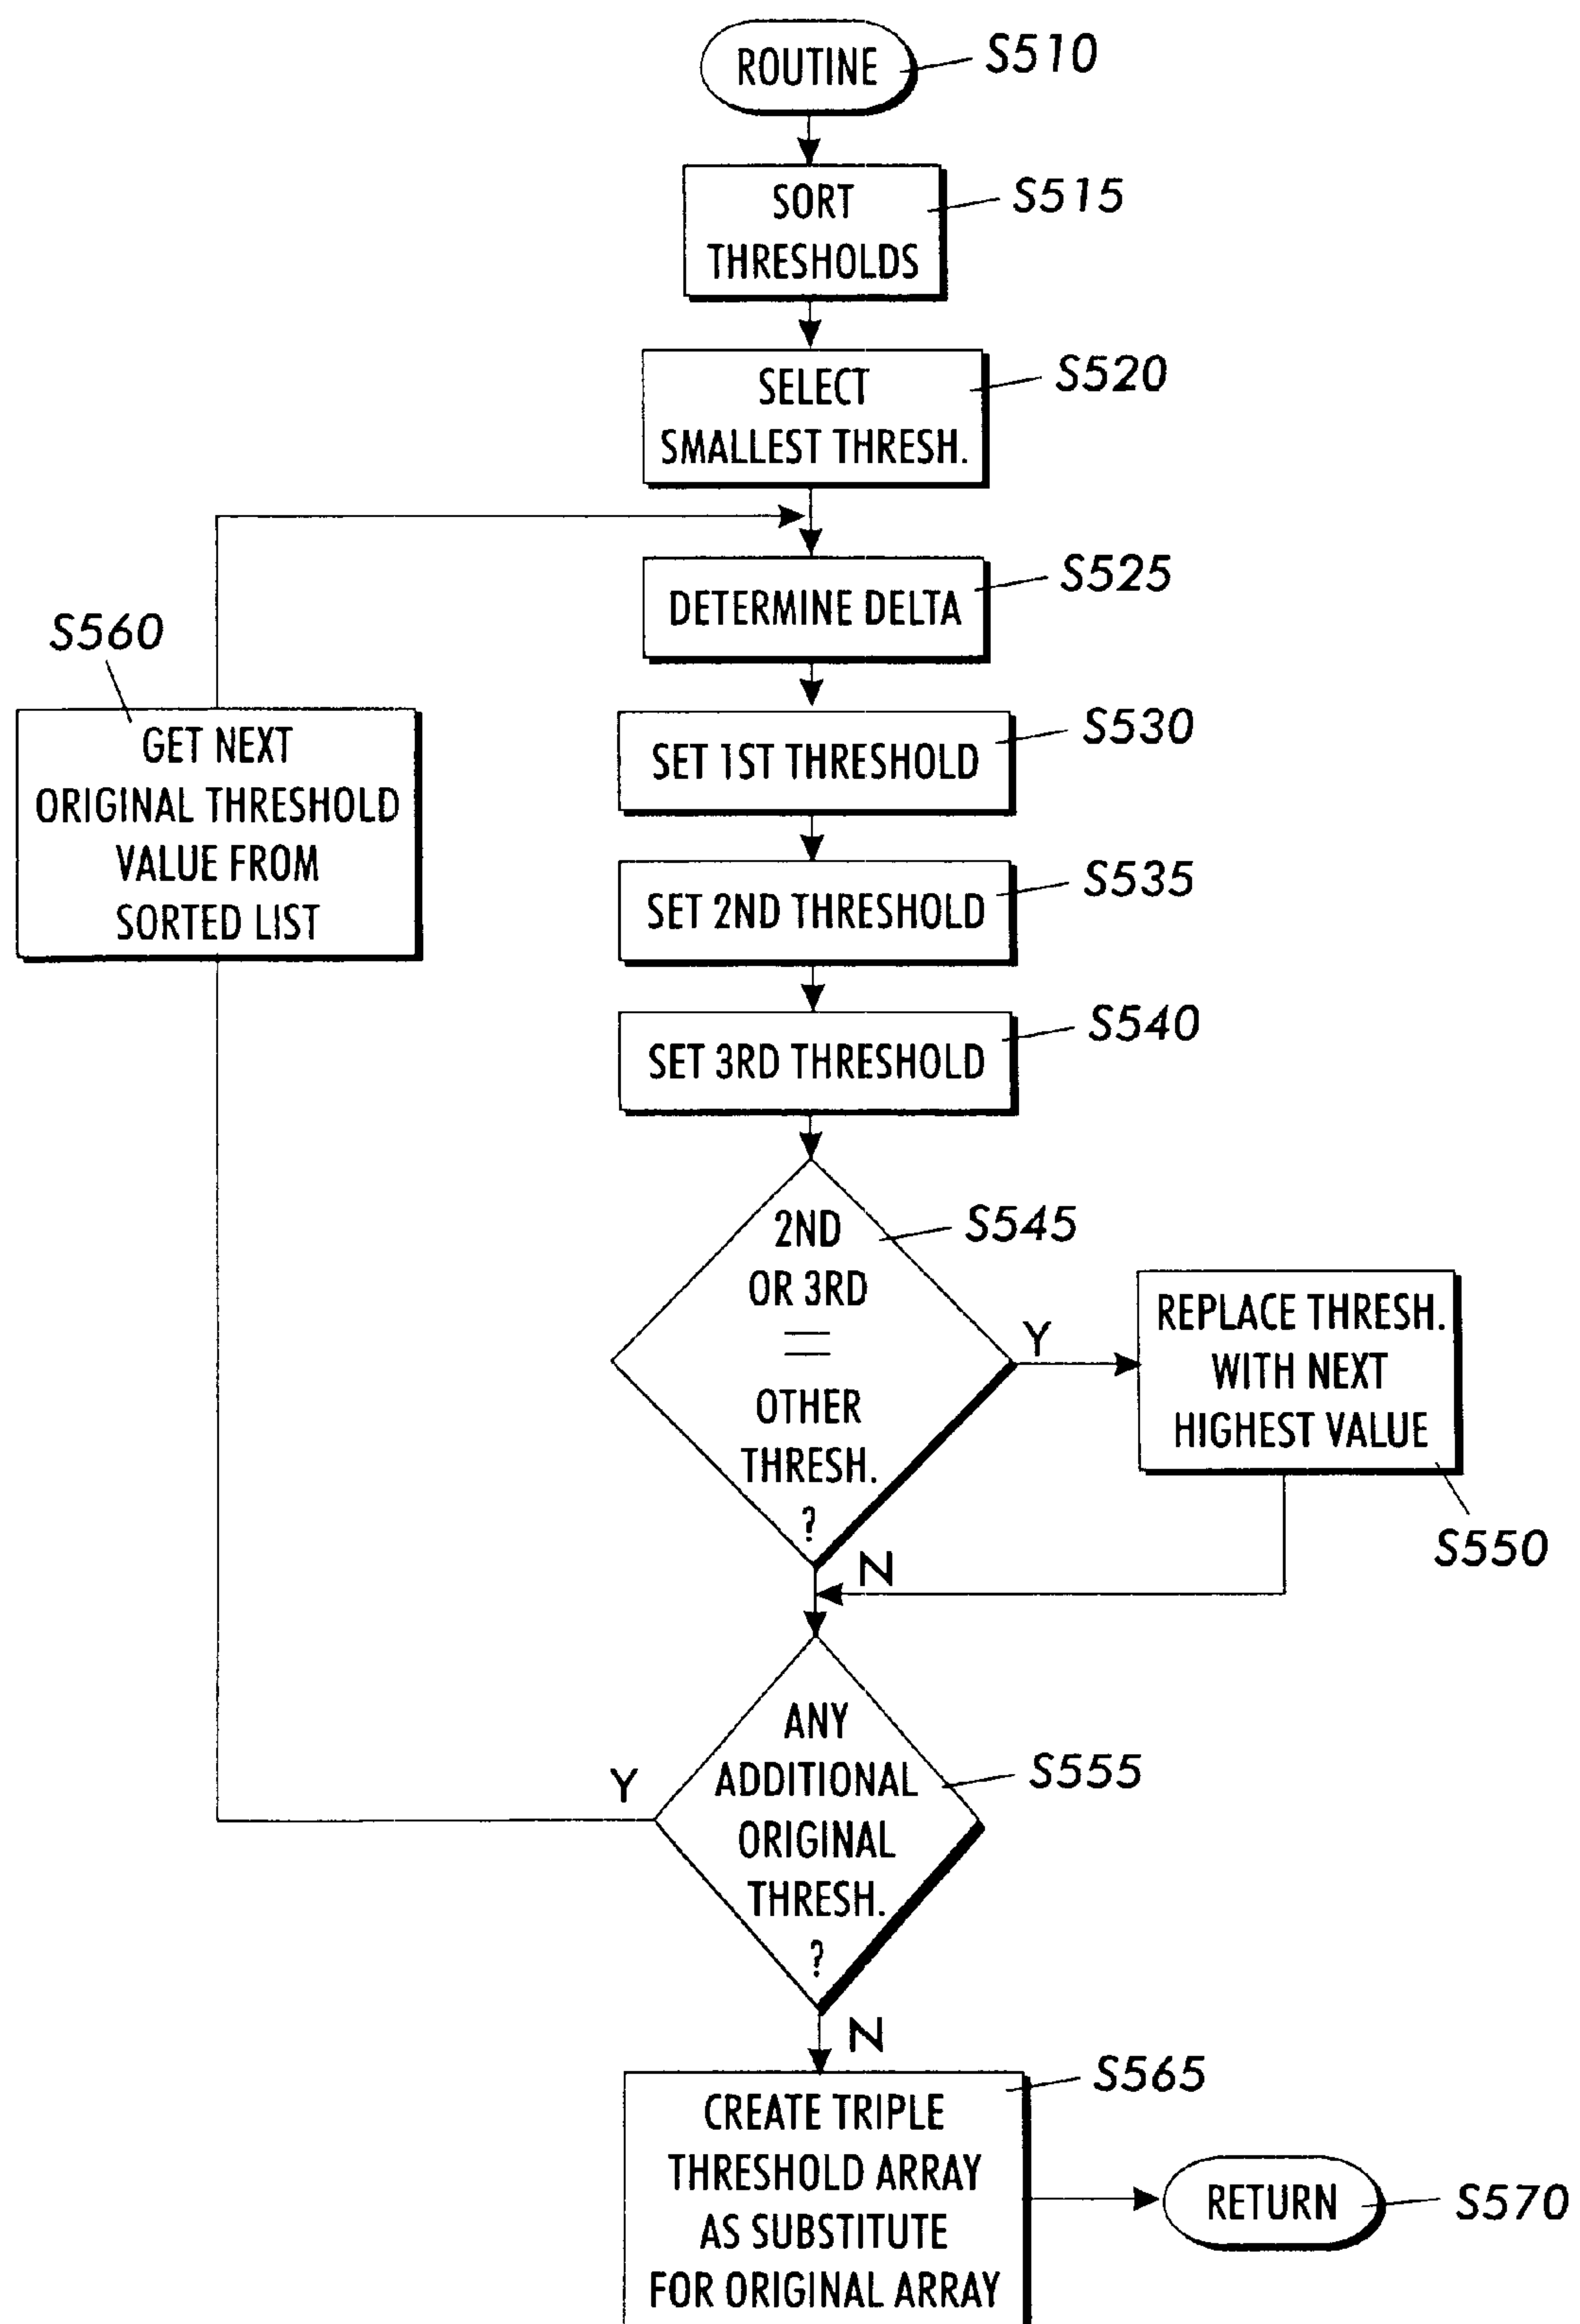 ROUTINE
S510
SORT
THRESHOLDS
S515
SELECT
SMALLEST THRESH.
S520
DETERMINE DELTA
S525
S560
GET NEXT
ORIGINAL THRESHOLD
VALUE FROM
SORTED LIST
SET 1ST THRESHOLD
S530
SET 2ND THRESHOLD
S535
SET 3RD THRESHOLD
S540
2ND
OR 3RD
=
OTHER
THRESH.
?
S545
Y
REPLACE THRESH.
WITH NEXT
HIGHEST VALUE
S550
N
ANY
ADDITIONAL
ORIGINAL
THRESH.
?
S555
Y
N
CREATE TRIPLE
THRESHOLD ARRAY
AS SUBSTITUTE
FOR ORIGINAL ARRAY
S565
RETURN
S570